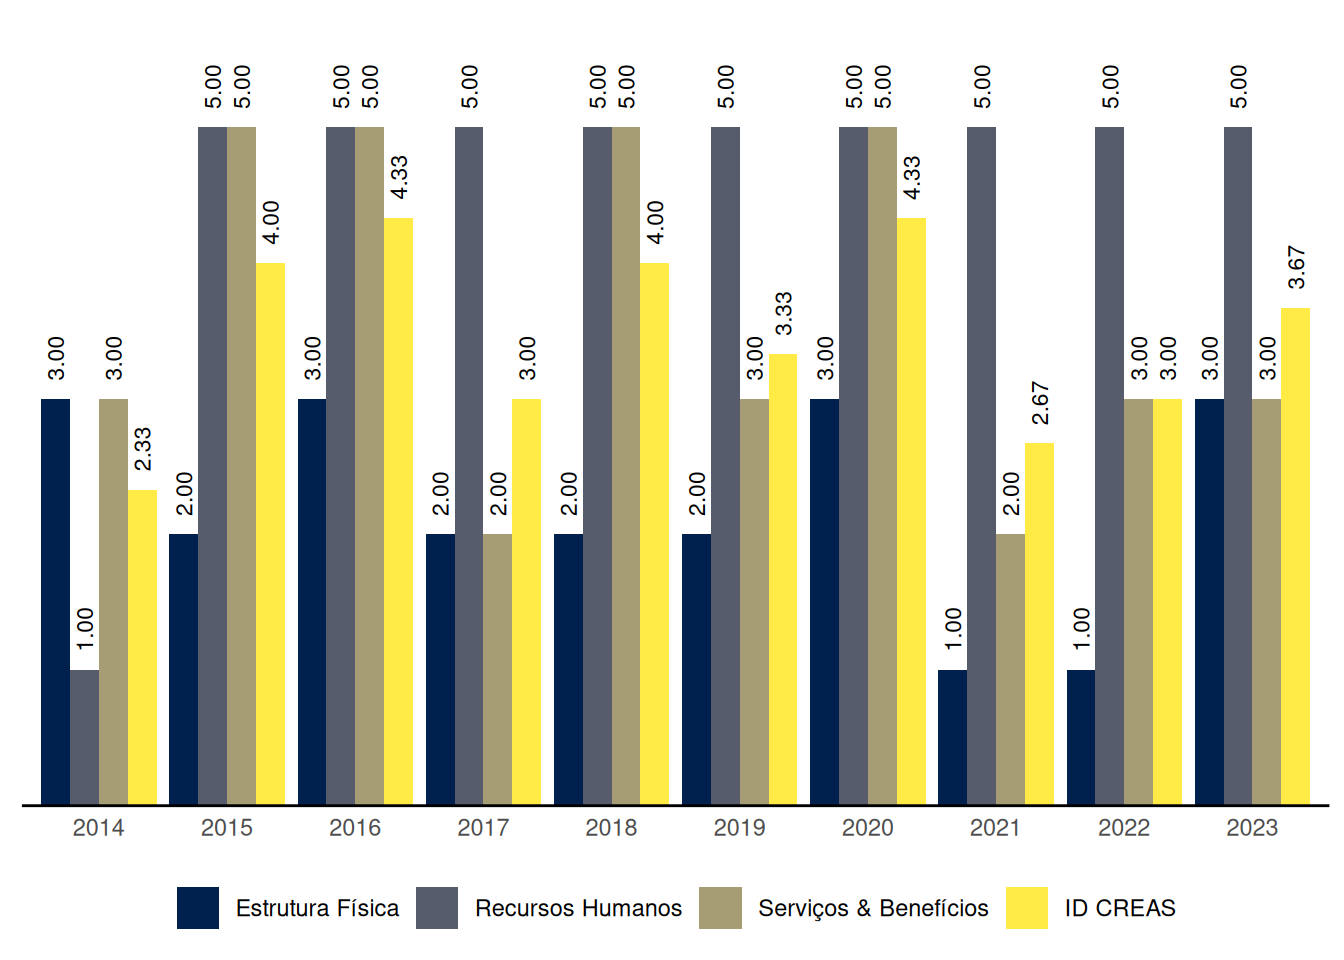 3.00 1.00 3.00 2.33
2.00 5.00 5.00 4.00
3.00 5.00 5.00 4.33
2.00 5.00 2.00 3.00
2.00 5.00 5.00 4.00
2.00 5.00 3.00 3.33
3.00 5.00 5.00 4.33
1.00 5.00 2.00 2.67
1.00 5.00 3.00 3.00
3.00 5.00 3.00 3.67
2014 2015 2016 2017 2018 2019 2020 2021 2022 2023
Estrutura Física Recursos Humanos Serviços & Benefícios ID CREAS